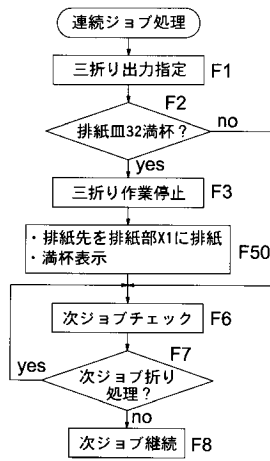 連続ジョブ処理
三折り出力指定 F1
F2
排紙皿32満杯？ no
yes
三折り作業停止 F3
・排紙先を排紙部X1に排紙
・満杯表示 F50
次ジョブチェック F6
F7
yes
次ジョブ折り
処理？
no
次ジョブ継続 F8